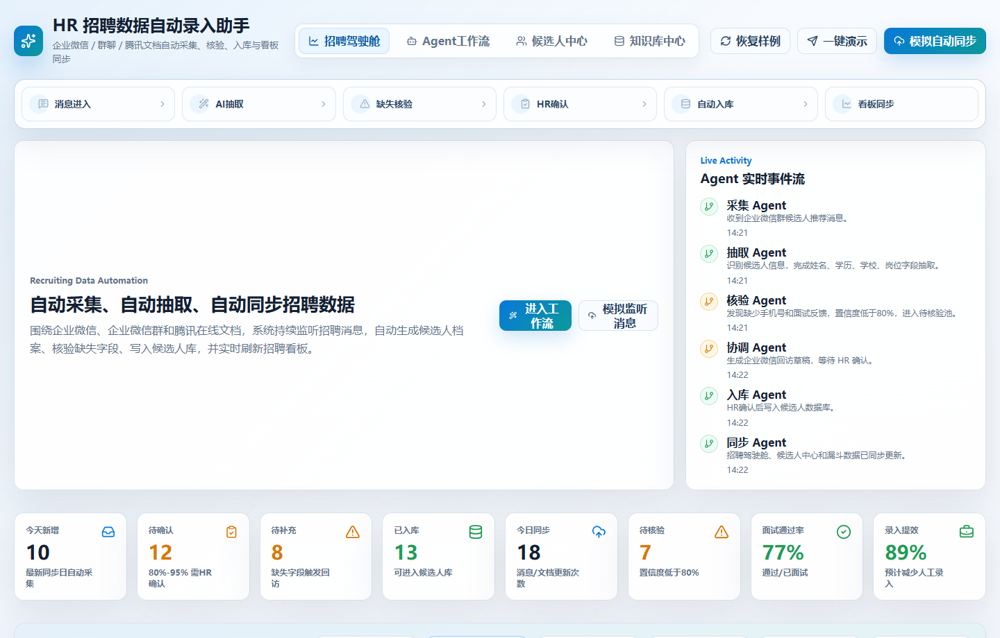 HR 招聘数据自动录入助手
企业微信 / 群聊 / 腾讯文档自动采集、核验、入库与看板
同步
招聘驾驶舱
Agent工作流
候选人中心
知识库中心
恢复样例
一键演示
模拟自动同步
消息进入
AI抽取
缺失核验
HR确认
自动入库
看板同步
Recruiting Data Automation
自动采集、自动抽取、自动同步招聘数据
围绕企业微信、企业微信群和腾讯在线文档，系统持续监听招聘消息，自动生成候选人档
案、核验缺失字段、写入候选人库，并实时刷新招聘看板。
进入工
作流
模拟监听
消息
Live Activity
Agent 实时事件流
采集 Agent
收到企业微信群候选人推荐消息。
14:21
抽取 Agent
识别候选人信息，完成姓名、学历、学校、岗位字段抽取。
14:21
核验 Agent
发现缺少手机号和面试反馈，置信度低于80%，进入待核验池。
14:21
协调 Agent
生成企业微信回访草稿，等待 HR 确认。
14:22
入库 Agent
HR确认后写入候选人数据库。
14:22
同步 Agent
招聘驾驶舱、候选人中心和漏斗数据已同步更新。
14:22
今天新增
10
最新同步日自动采
集
待确认
12
80%-95% 需HR
确认
待补充
8
缺失字段触发回
访
已入库
13
可进入候选人库
今日同步
18
消息/文档更新次
数
待核验
7
置信度低于80%
面试通过率
77%
通过/已面试
录入提效
89%
预计减少人工录
入